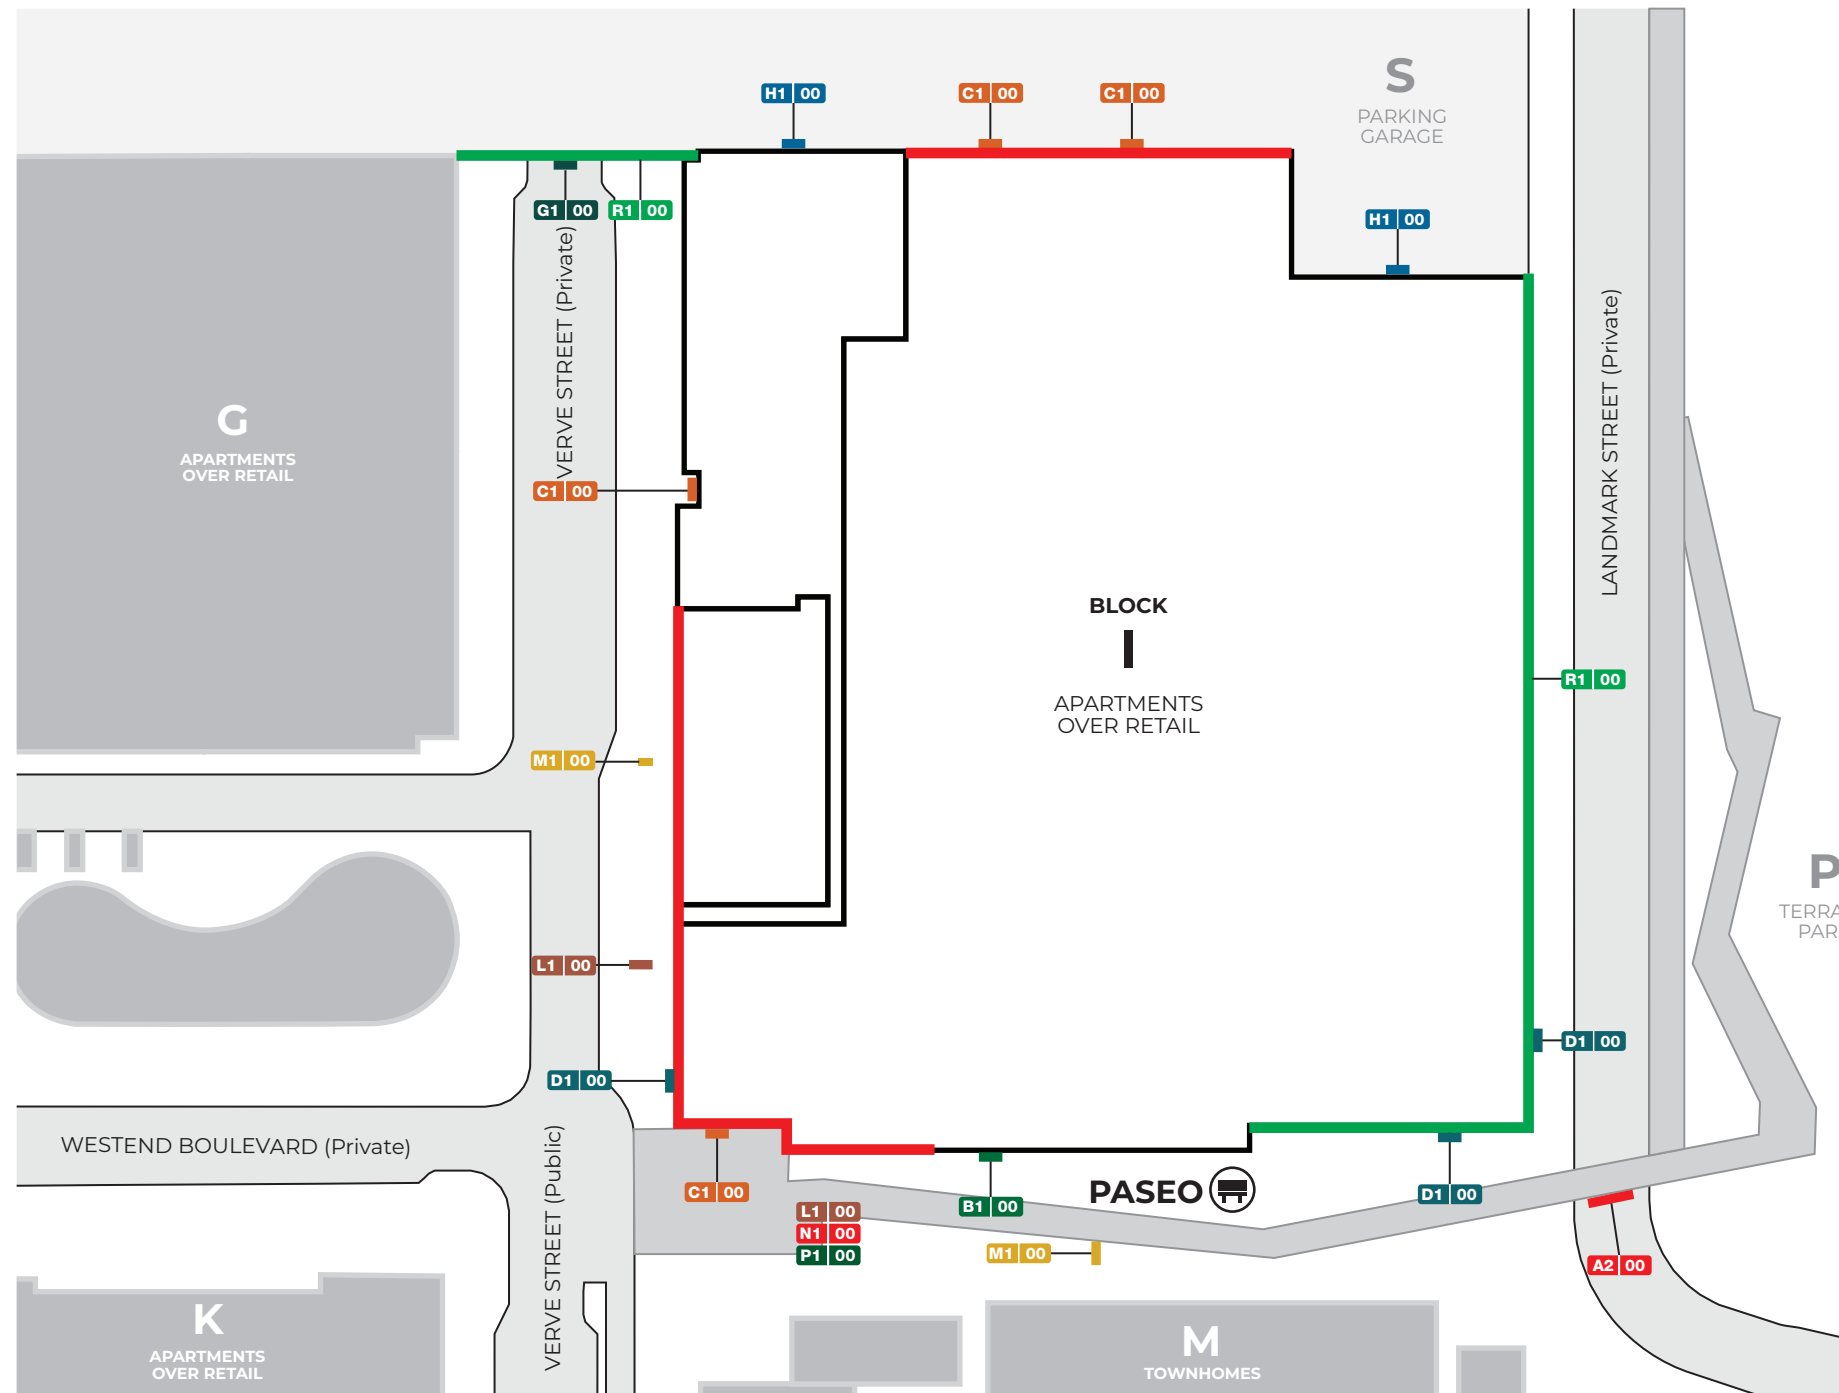 S
PARKING
GARAGE
H1 00
C1 00
C1 00
H1 00
G1 00
R1 00
VERVE STREET (Private)
LANDMARK STREET (Private)
G
APARTMENTS
OVER RETAIL
C1 00
BLOCK
I
APARTMENTS
OVER RETAIL
R1 00
M1 00
P
TERRA
PAR
L1 00
D1 00
D1 00
WESTEND BOULEVARD (Private)
VERVE STREET (Public)
C1 00
L1 00
N1 00
P1 00
B1 00
PASEO
D1 00
M1 00
A2 00
K
APARTMENTS
OVER RETAIL
M
TOWNHOMES